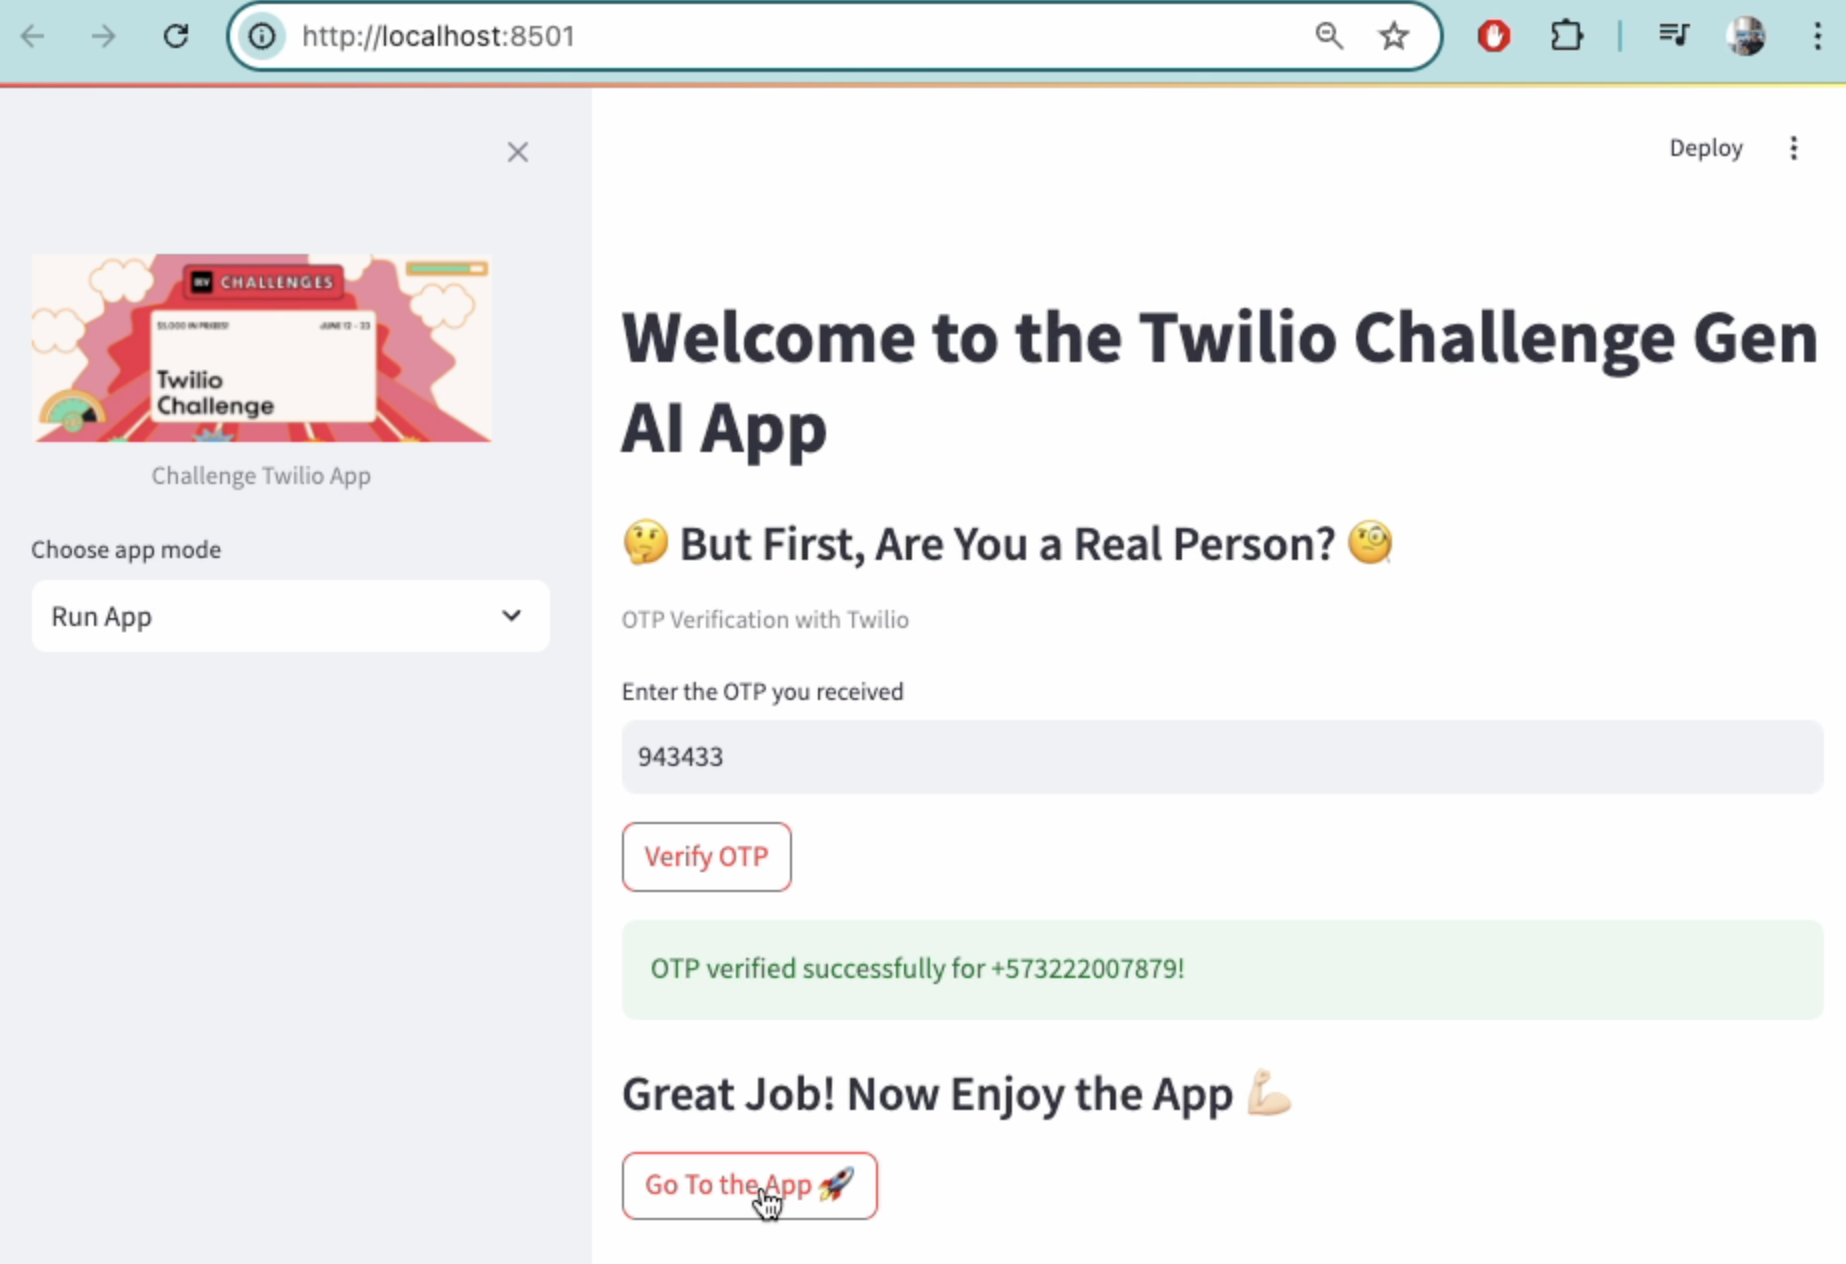 http://localhost:8501
Deploy
DEV CHALLENGES
$5,000 IN PRIZES!
JUNE 12 - 23
Twilio
Challenge
Challenge Twilio App
Choose app mode
Run App
Welcome to the Twilio Challenge Gen
AI App
🤔 But First, Are You a Real Person? 🧐
OTP Verification with Twilio
Enter the OTP you received
943433
Verify OTP
OTP verified successfully for +573222007879!
Great Job! Now Enjoy the App 💪🏻
Go To the App 🚀